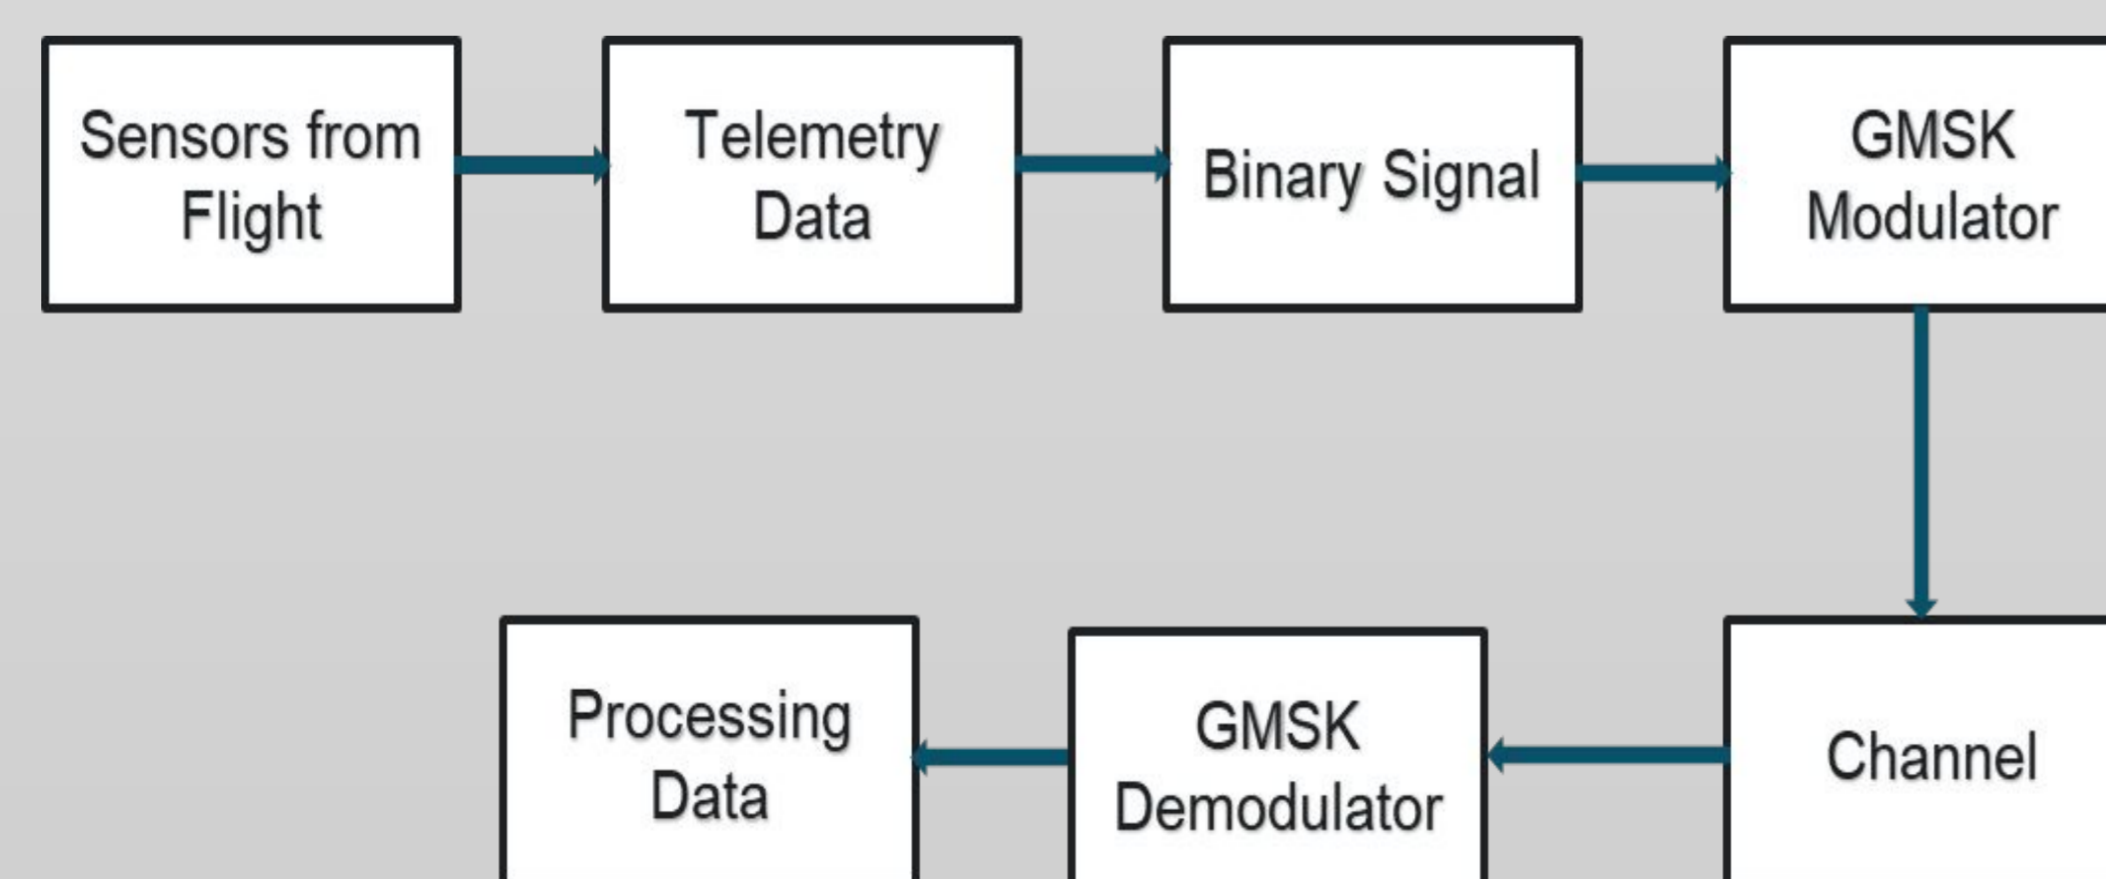 Sensors from
Flight
Telemetry
Data
Binary Signal
GMSK
Modulator
Processing
Data
GMSK
Demodulator
Channel